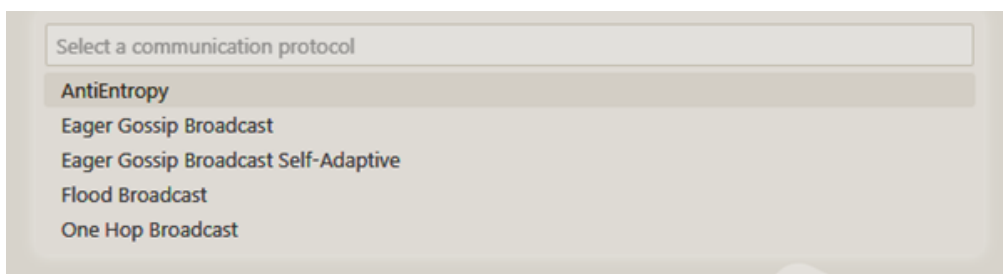 Select a communication protocol
AntiEntropy
Eager Gossip Broadcast
Eager Gossip Broadcast Self-Adaptive
Flood Broadcast
One Hop Broadcast